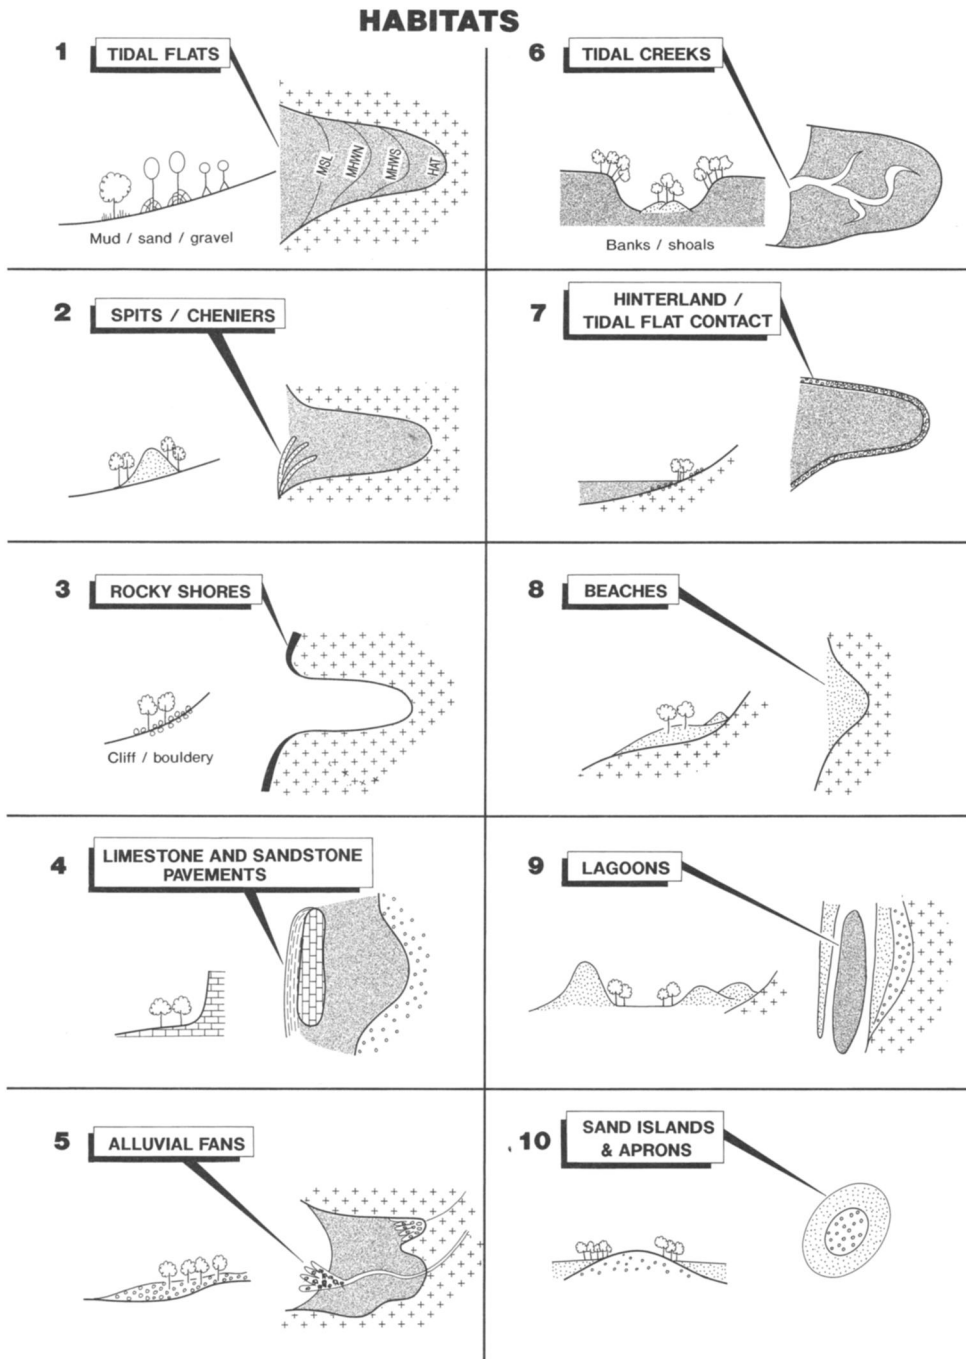 HABITATS
1
TIDAL FLATS
MSL
MHWN
MHWS
HAT
Mud / sand / gravel
2
SPITS / CHENIERS
3
ROCKY SHORES
Cliff / bouldery
4
LIMESTONE AND SANDSTONE
PAVEMENTS
5
ALLUVIAL FANS
6
TIDAL CREEKS
Banks / shoals
7
HINTERLAND /
TIDAL FLAT CONTACT
8
BEACHES
9
LAGOONS
10
SAND ISLANDS
& APRONS